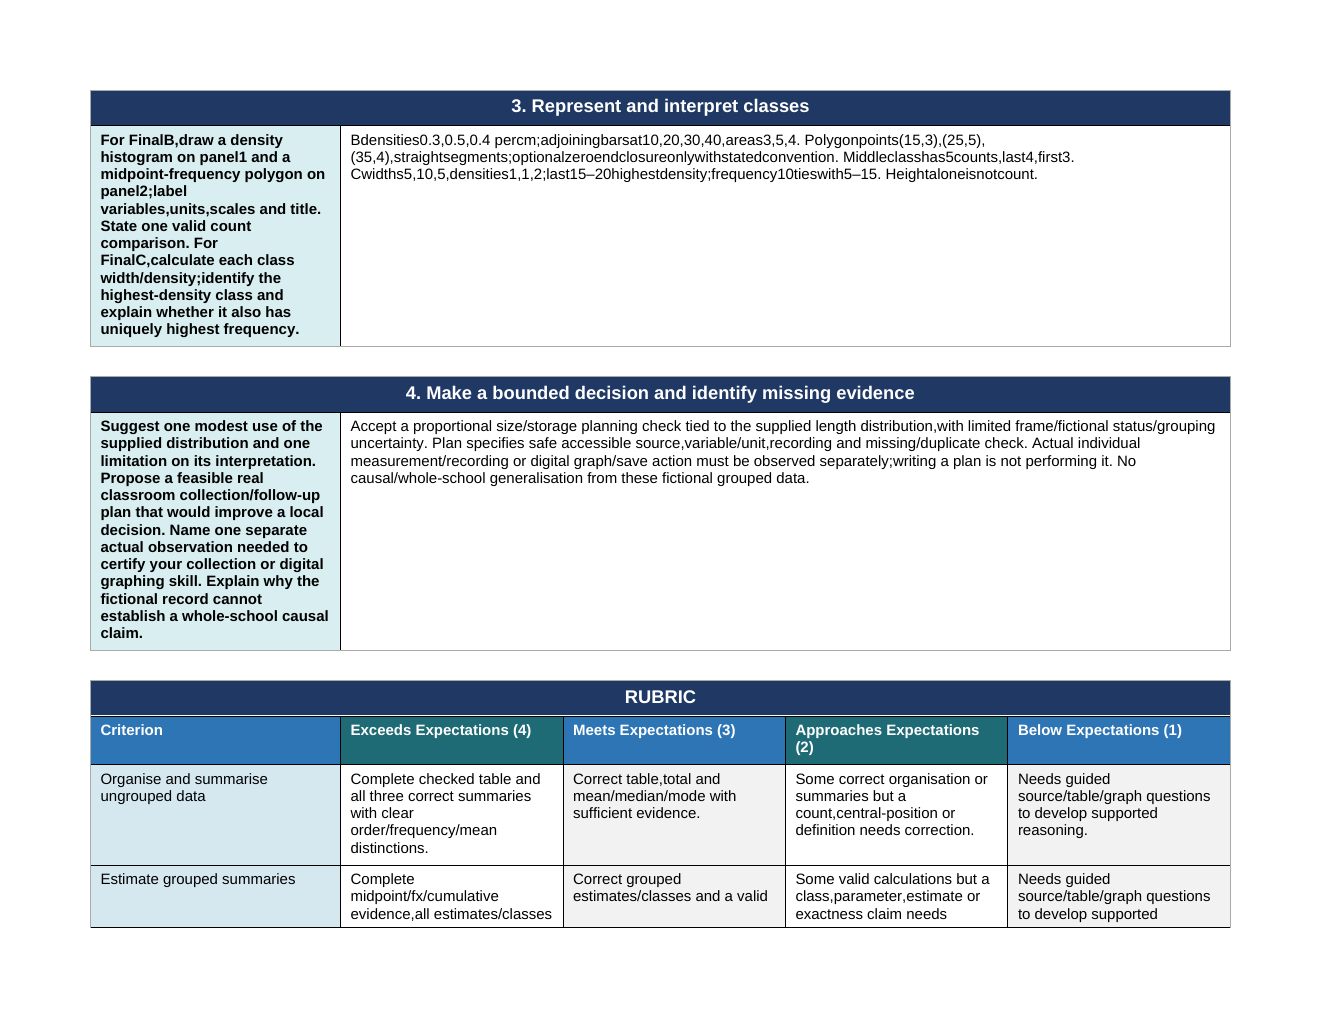 3. Represent and interpret classes
For FinalB,draw a density
histogram on panel1 and a
midpoint-frequency polygon on
panel2;label
variables,units,scales and title.
State one valid count
comparison. For
FinalC,calculate each class
width/density;identify the
highest-density class and
explain whether it also has
uniquely highest frequency.
Bdensities0.3,0.5,0.4 percm;adjoiningbarsat10,20,30,40,areas3,5,4. Polygonpoints(15,3),(25,5),
(35,4),straightsegments;optionalzeroendclosureonlywithstatedconvention. Middleclasshas5counts,last4,first3.
Cwidths5,10,5,densities1,1,2;last15–20highestdensity;frequency10tieswith5–15. Heightaloneisnotcount.
4. Make a bounded decision and identify missing evidence
Suggest one modest use of the
supplied distribution and one
limitation on its interpretation.
Propose a feasible real
classroom collection/follow-up
plan that would improve a local
decision. Name one separate
actual observation needed to
certify your collection or digital
graphing skill. Explain why the
fictional record cannot
establish a whole-school causal
claim.
Accept a proportional size/storage planning check tied to the supplied length distribution,with limited frame/fictional status/grouping
uncertainty. Plan specifies safe accessible source,variable/unit,recording and missing/duplicate check. Actual individual
measurement/recording or digital graph/save action must be observed separately;writing a plan is not performing it. No
causal/whole-school generalisation from these fictional grouped data.
RUBRIC
Criterion
Exceeds Expectations (4)
Meets Expectations (3)
Approaches Expectations
(2)
Below Expectations (1)
Organise and summarise
ungrouped data
Complete checked table and
all three correct summaries
with clear
order/frequency/mean
distinctions.
Correct table,total and
mean/median/mode with
sufficient evidence.
Some correct organisation or
summaries but a
count,central-position or
definition needs correction.
Needs guided
source/table/graph questions
to develop supported
reasoning.
Estimate grouped summaries
Complete
midpoint/fx/cumulative
evidence,all estimates/classes
Correct grouped
estimates/classes and a valid
Some valid calculations but a
class,parameter,estimate or
exactness claim needs
Needs guided
source/table/graph questions
to develop supported